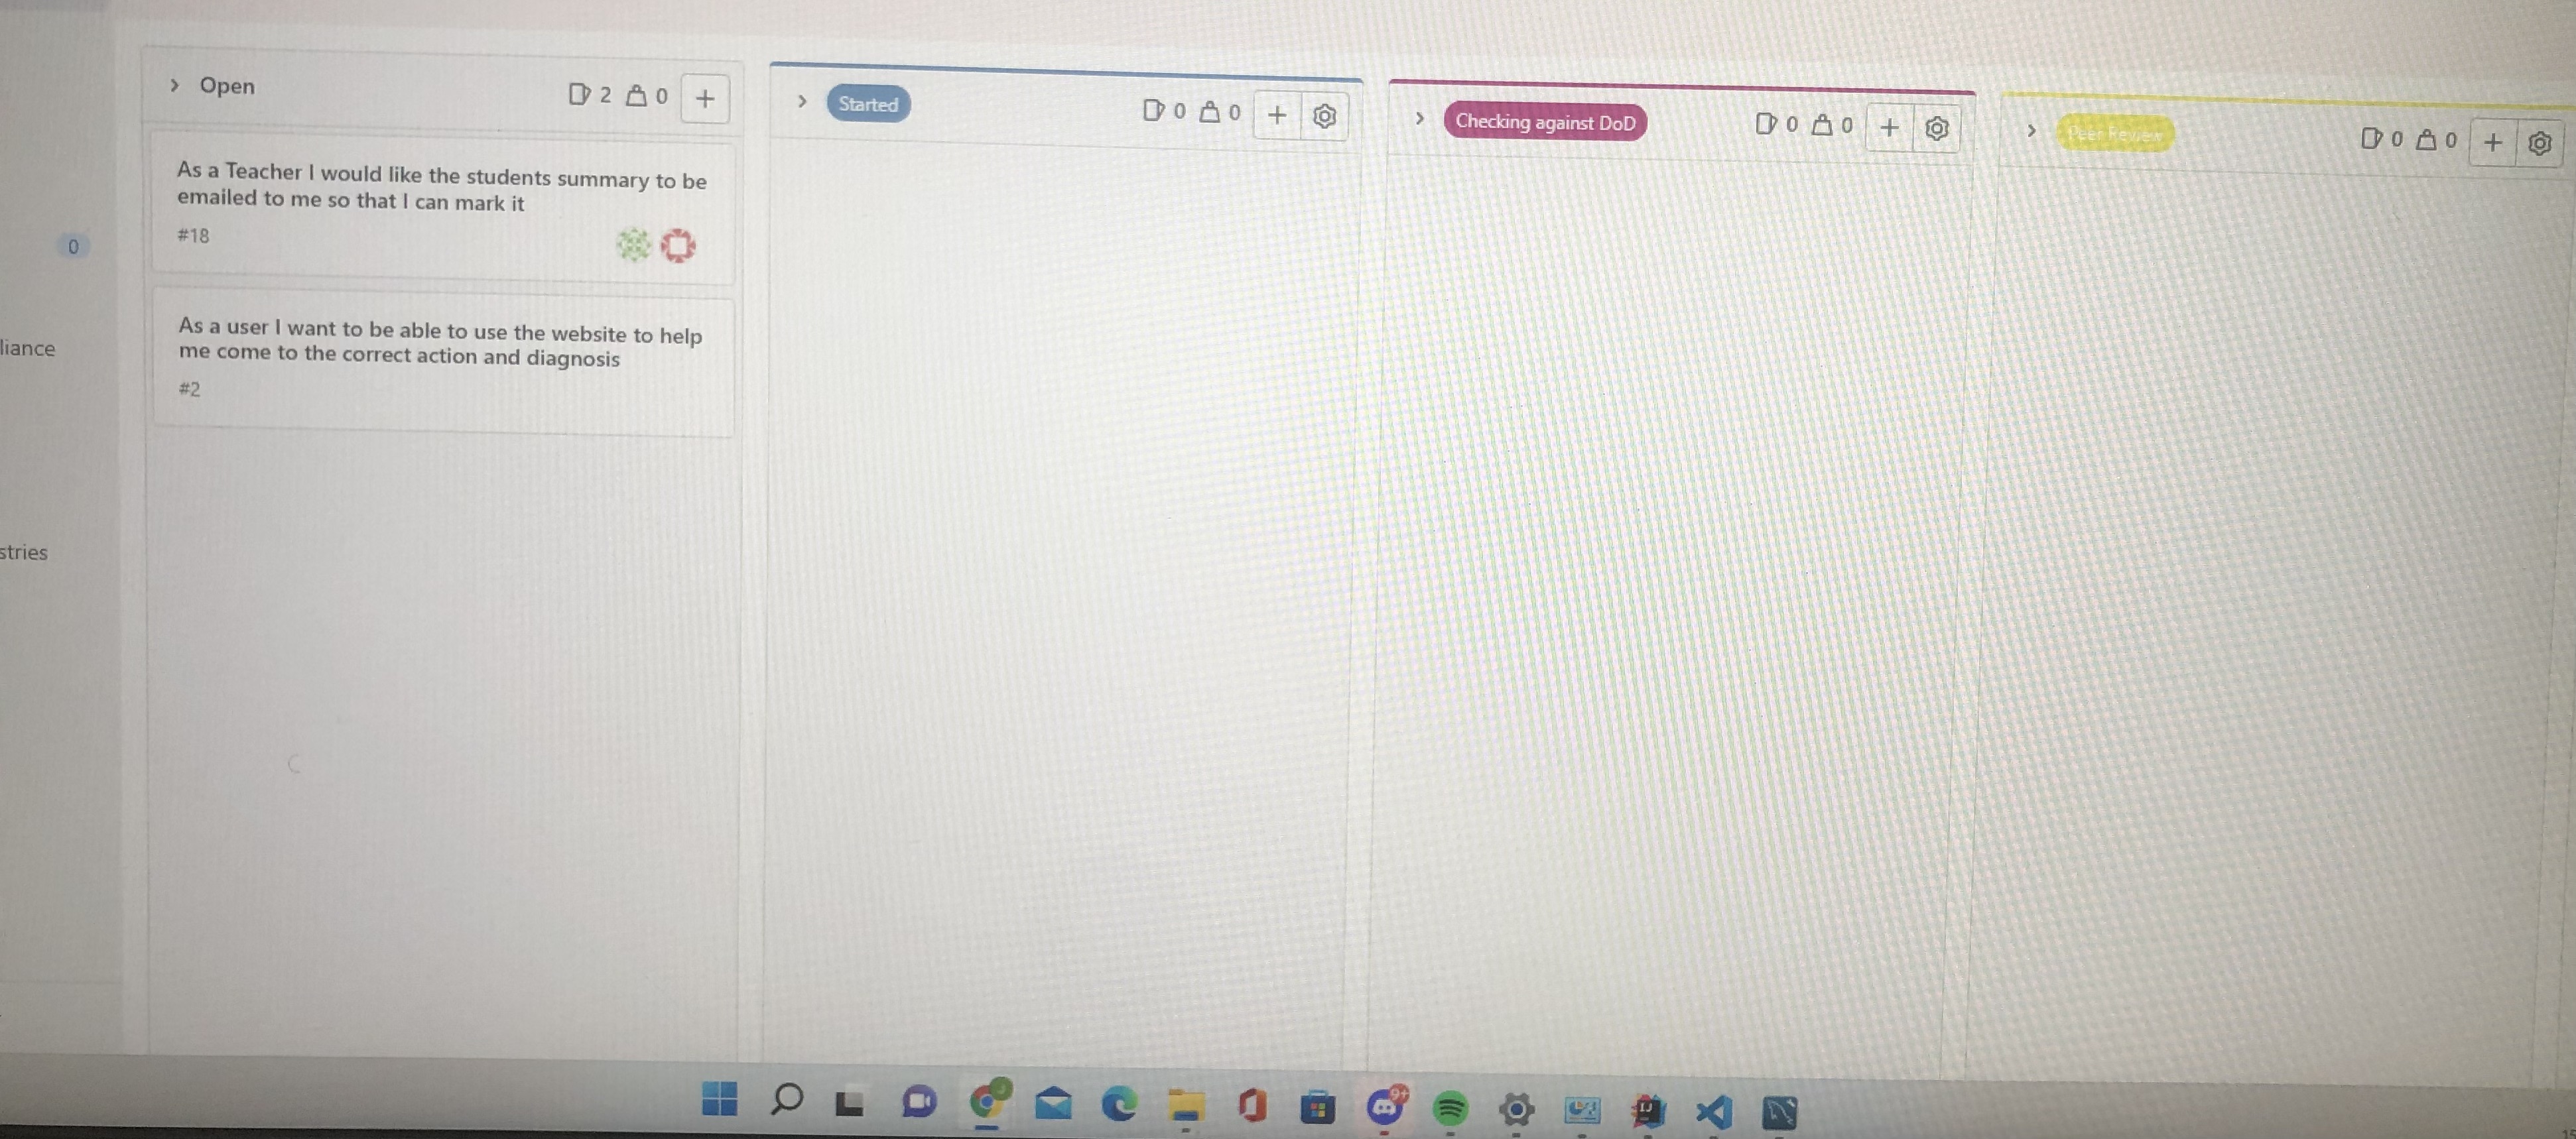 Open
2 0
As a Teacher I would like the students summary to be
emailed to me so that I can mark it
#18
As a user I want to be able to use the website to help
me come to the correct action and diagnosis
#2
Started
0 0
Checking against DoD
0 0
Peer Review
0 0
0
liance
stries
9+
IJ